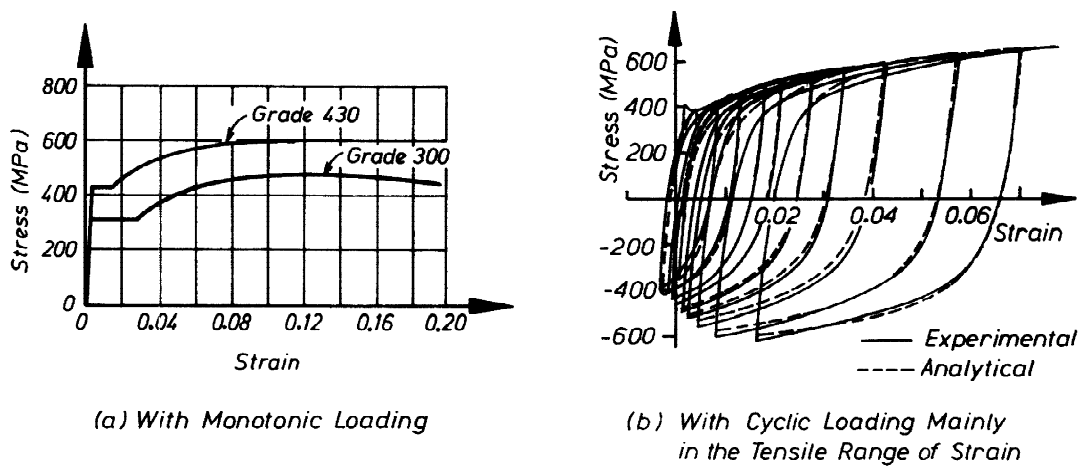 Stress (MPa)
800
600
400
200
0
0
0.04
0.08
0.12
0.16
0.20
Strain
Grade 430
Grade 300
(a) With Monotonic Loading
Stress (MPa)
600
400
200
-200
-400
-600
0.02
0.04
0.06
Strain
Experimental
Analytical
(b) With Cyclic Loading Mainly
in the Tensile Range of Strain